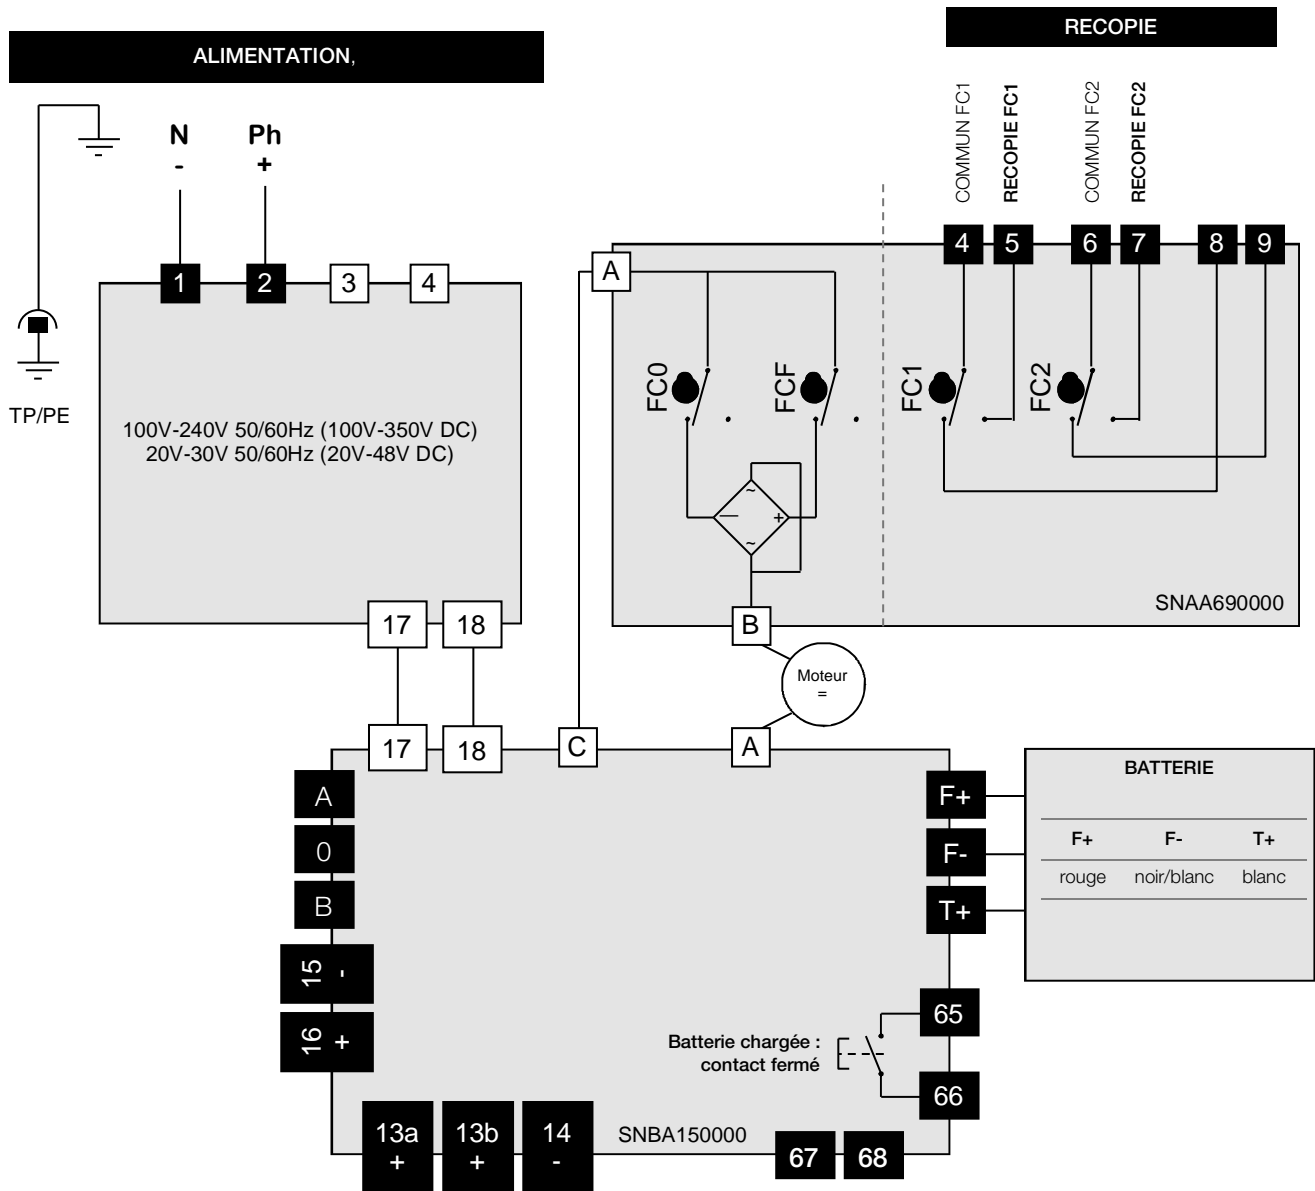 RECOPIE
ALIMENTATION,
COMMUN FC1
RECOPIE FC1
COMMUN FC2
RECOPIE FC2
N
-
Ph
+
4 5 6 7 8 9
A
1 2 3 4
TP/PE
100V-240V 50/60Hz (100V-350V DC)
20V-30V 50/60Hz (20V-48V DC)
FC0
FCF
FC1
FC2
~
— +
~
SNAA690000
17 18
B
Moteur
=
17 18 C A
A
0
B
15 -
16 +
F+
F-
T+
BATTERIE
F+ F- T+
rouge noir/blanc blanc
65
Batterie chargée :
contact fermé
66
13a
+
13b
+
14
-
SNBA150000
67 68